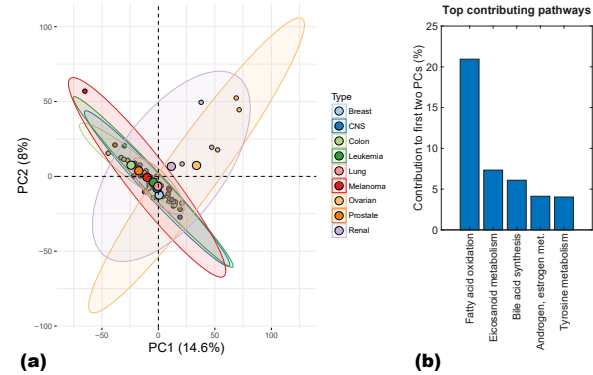 (a)
100
50
0
−50
−100
PC2 (8%)
−50
0
50
100
PC1 (14.6%)
Type
Breast
CNS
Colon
Leukemia
Lung
Melanoma
Ovarian
Prostate
Renal
Top contributing pathways
25
20
15
10
5
0
Contribution to first two PCs (%)
Fatty acid oxidation
Eicosanoid metabolism
Bile acid synthesis
Androgen, estrogen met.
Tyrosine metabolism
(b)